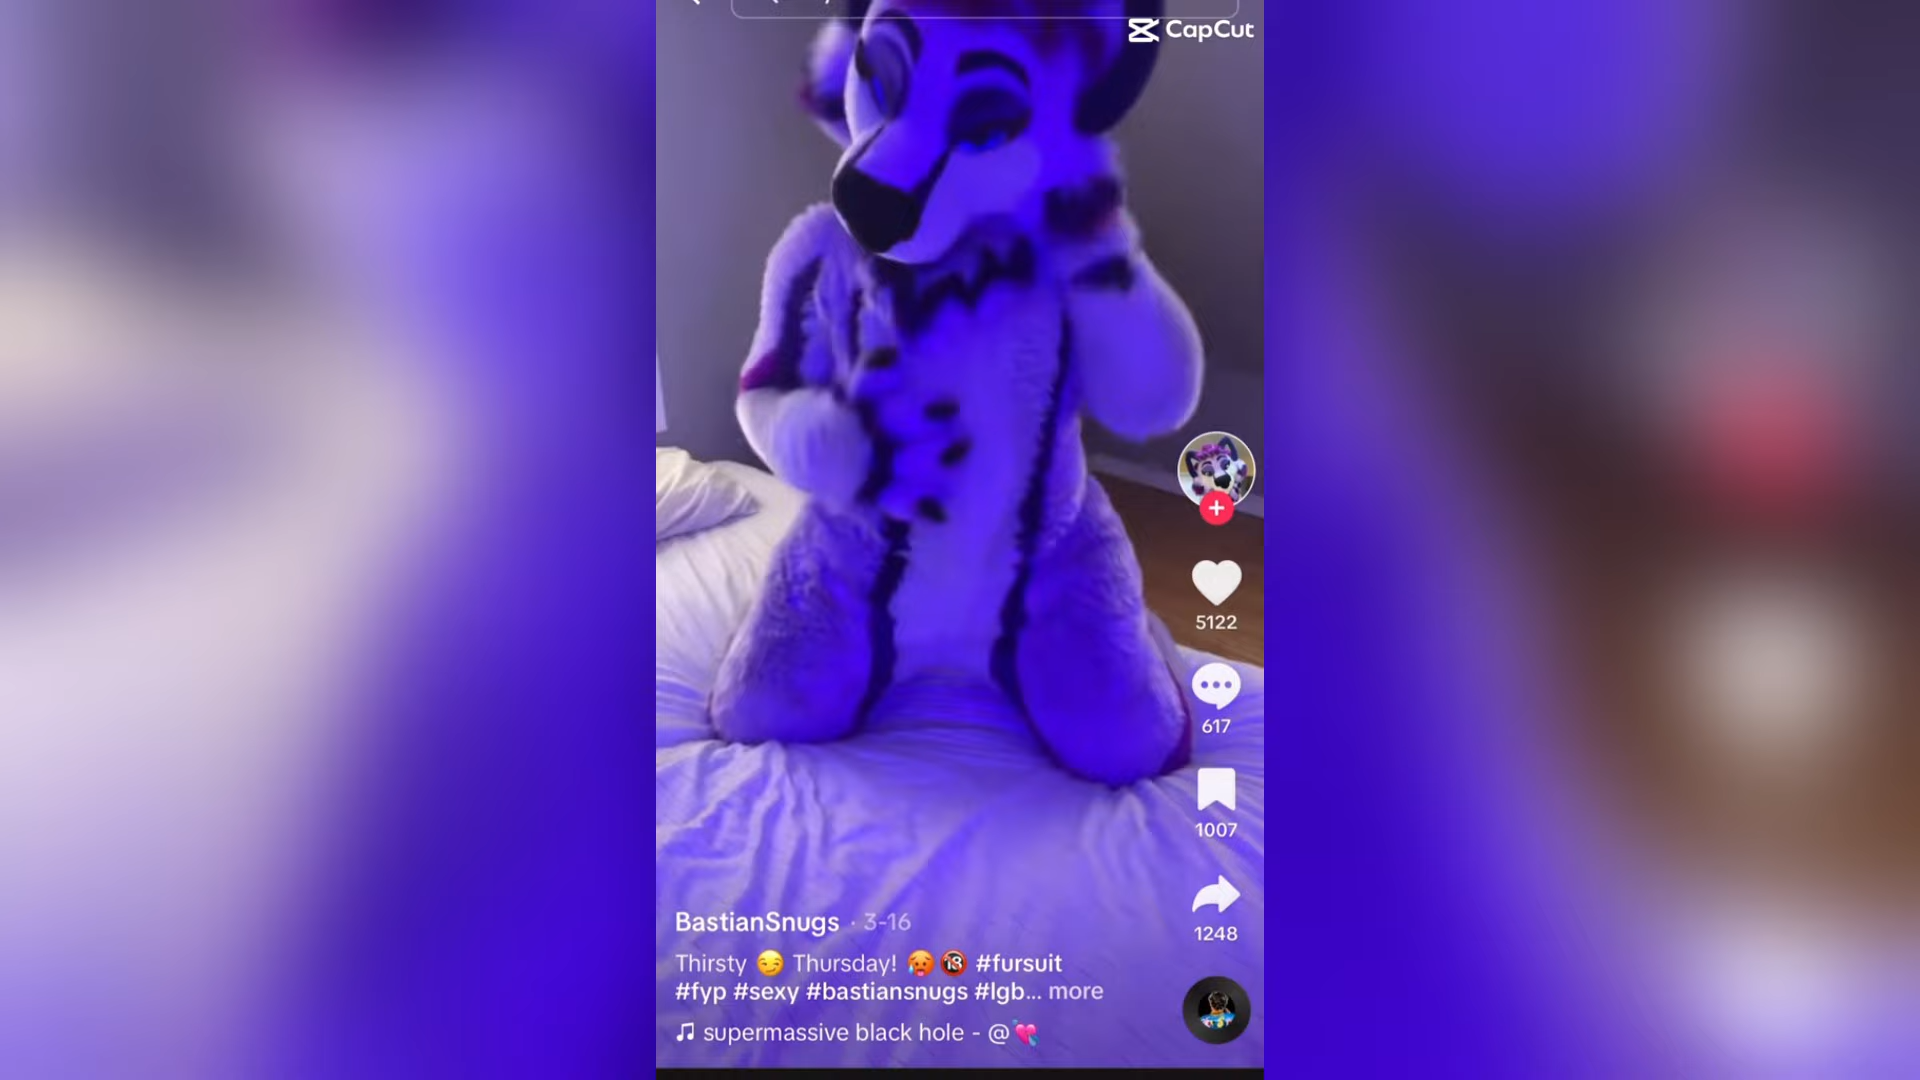 CapCut
5122
617
1007
1248
BastianSnugs · 3-16
Thirsty 😏 Thursday! 🥵🔞 #fursuit
#fyp #sexy #bastiansnugs #lgb... more
supermassive black hole - @💘